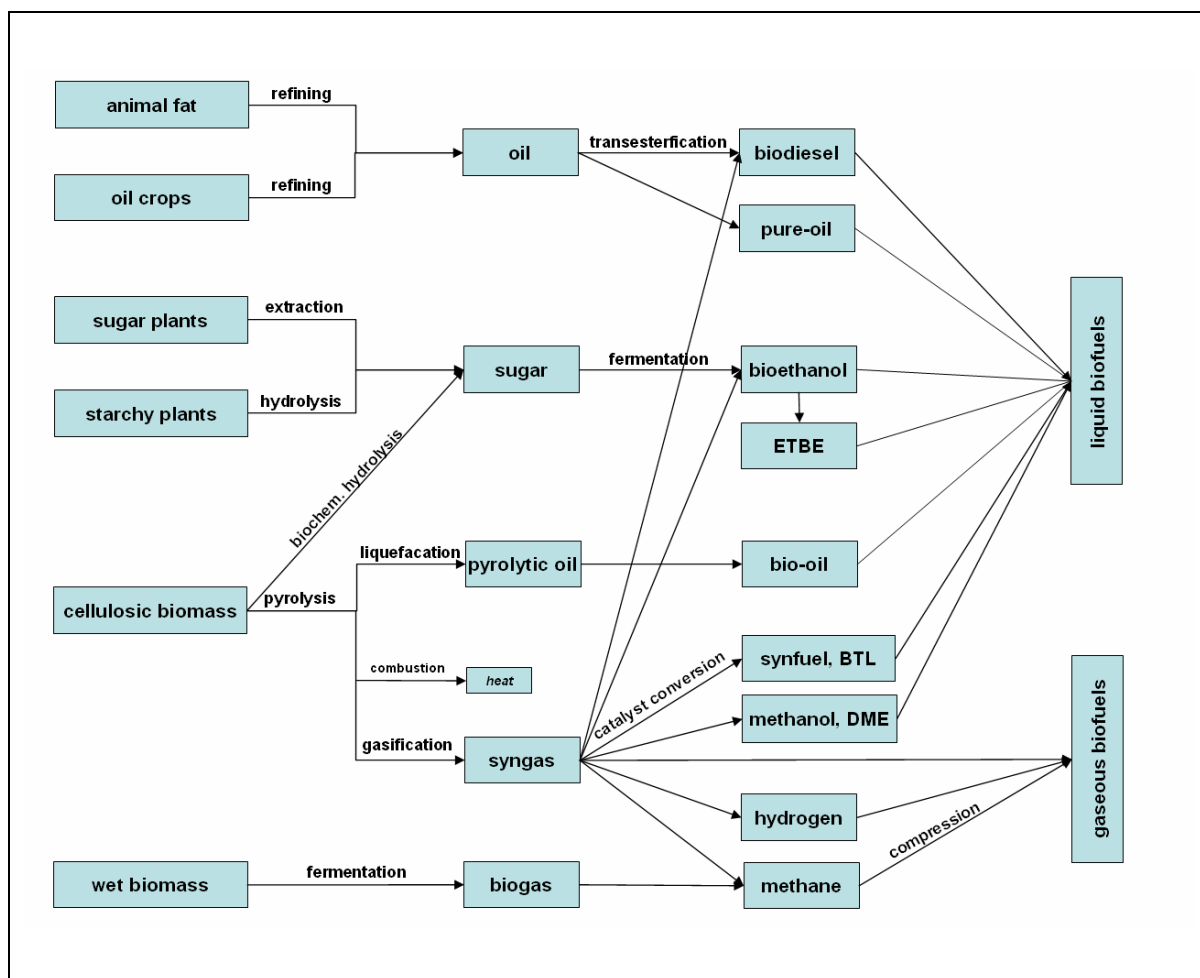 animal fat
refining
oil
transesterfication
biodiesel
oil crops
refining
pure-oil
sugar plants
extraction
sugar
fermentation
bioethanol
starchy plants
hydrolysis
ETBE
liquid biofuels
biochem. hydrolysis
cellulosic biomass
pyrolysis
liquefacation
pyrolytic oil
bio-oil
combustion
heat
gasification
syngas
catalyst conversion
synfuel, BTL
methanol, DME
hydrogen
compression
gaseous biofuels
wet biomass
fermentation
biogas
methane